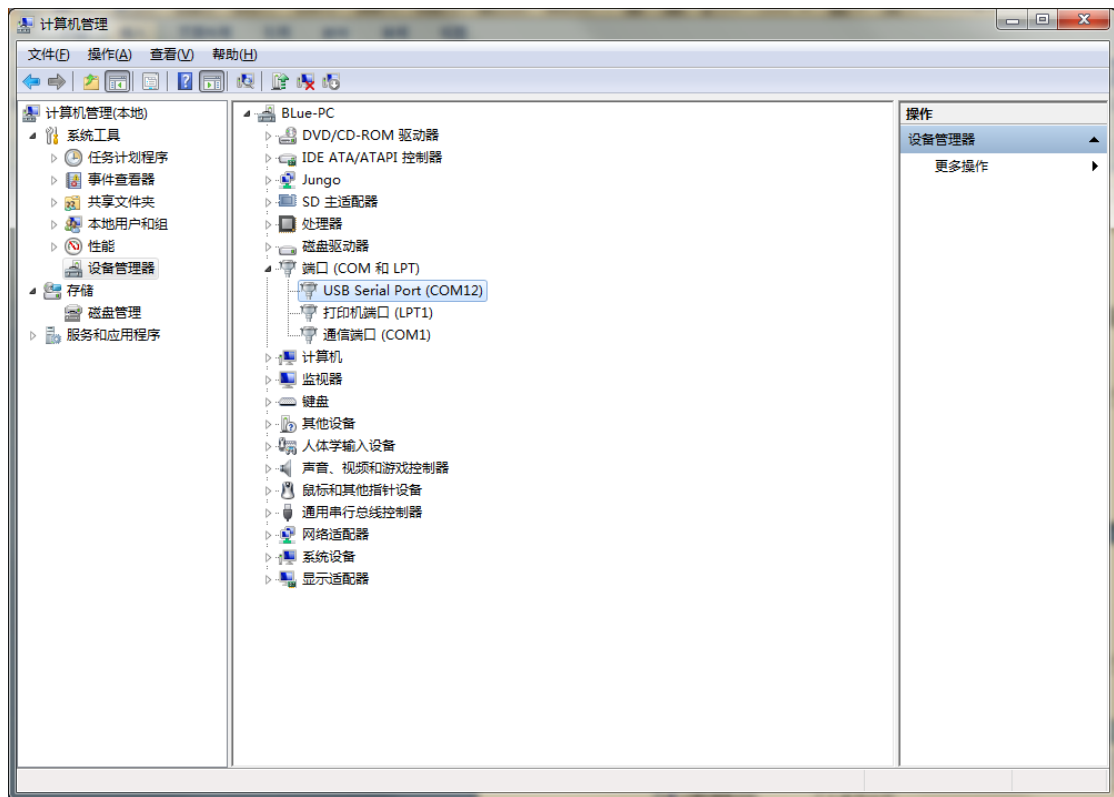 计算机管理
文件(F) 操作(A) 查看(V) 帮助(H)
计算机管理(本地)
系统工具
任务计划程序
事件查看器
共享文件夹
本地用户和组
性能
设备管理器
存储
磁盘管理
服务和应用程序
BLue-PC
DVD/CD-ROM 驱动器
IDE ATA/ATAPI 控制器
Jungo
SD 主适配器
处理器
磁盘驱动器
端口 (COM 和 LPT)
USB Serial Port (COM12)
打印机端口 (LPT1)
通信端口 (COM1)
计算机
监视器
键盘
其他设备
人体学输入设备
声音、视频和游戏控制器
鼠标和其他指针设备
通用串行总线控制器
网络适配器
系统设备
显示适配器
操作
设备管理器
更多操作